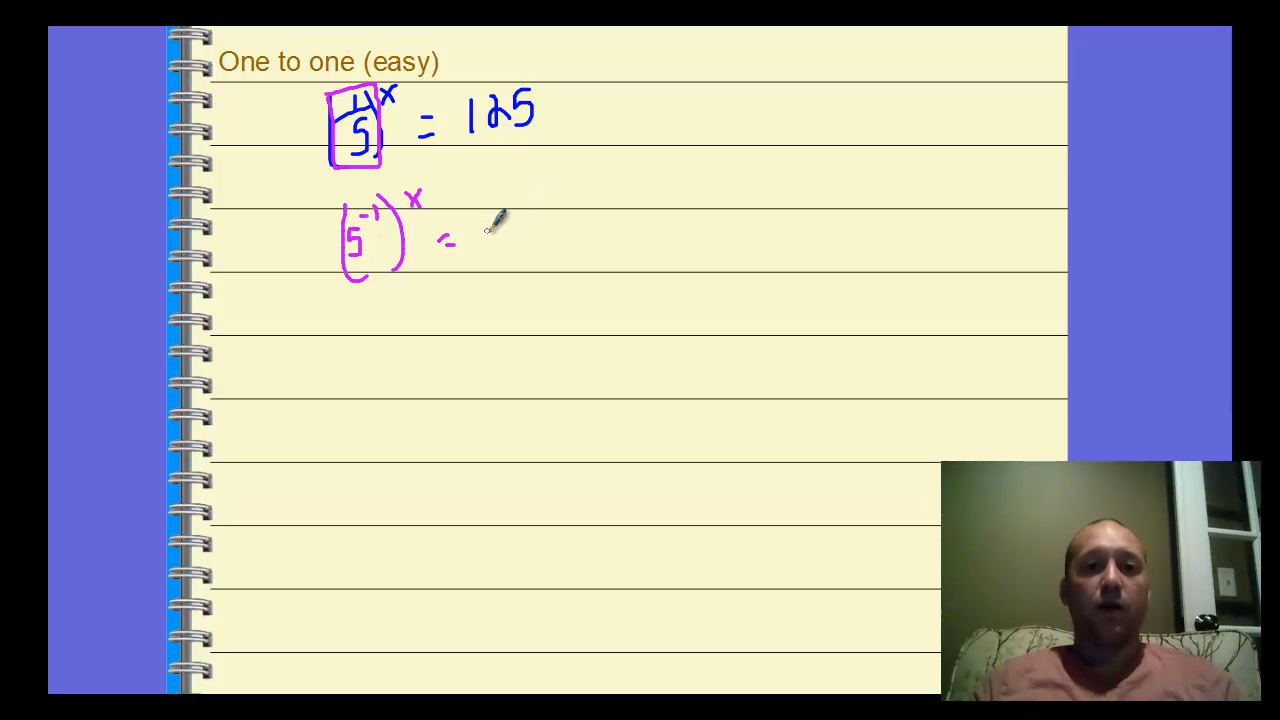 One to one (easy)
(1/5)^x = 125
(5^-1)^x =